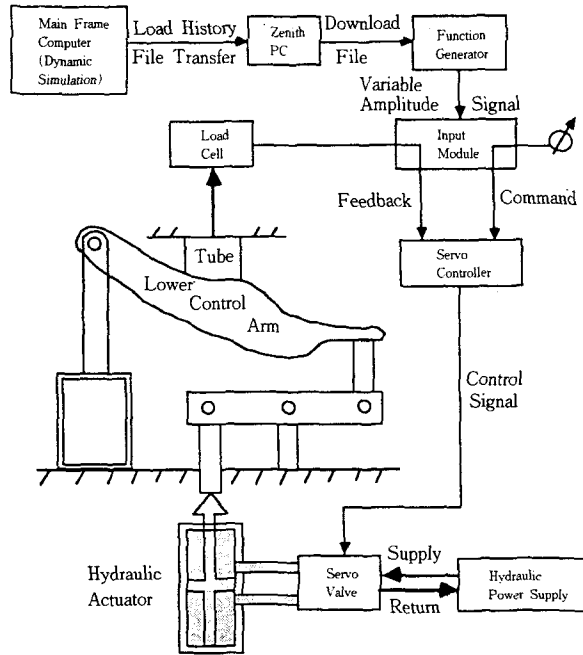 Main Frame
Computer
(Dynamic
Simulation)
Load History
File Transfer
Zenith
PC
Download
File
Function
Generator
Variable
Amplitude
Signal
Load
Cell
Input
Module
Feedback
Command
Tube
Lower
Control
Arm
Servo
Controller
Control
Signal
Hydraulic
Actuator
Servo
Valve
Supply
Return
Hydraulic
Power Supply